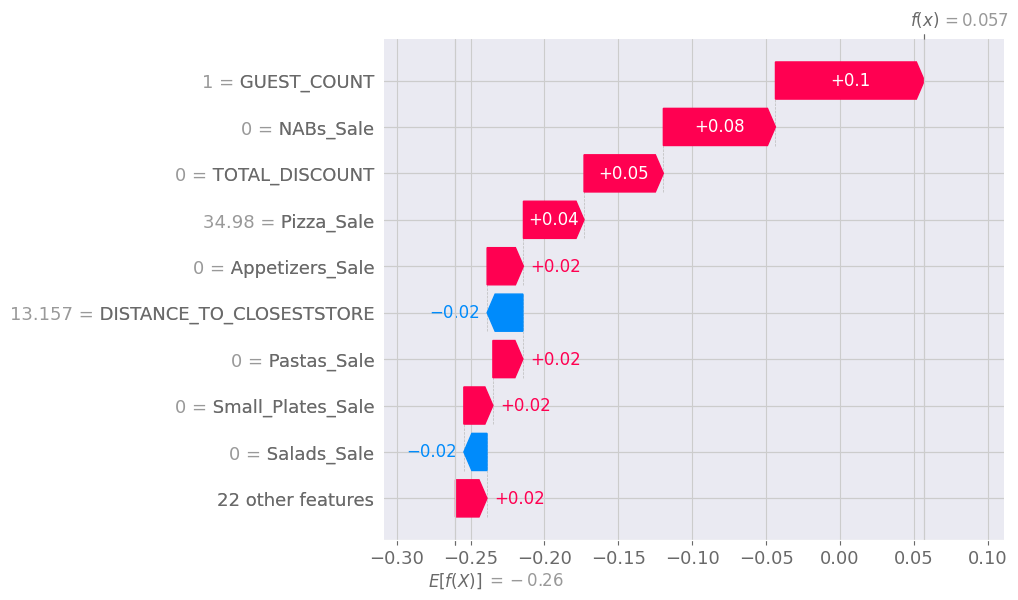 f(x) = 0.057
1 = GUEST_COUNT
+0.1
0 = NABs_Sale
+0.08
0 = TOTAL_DISCOUNT
+0.05
34.98 = Pizza_Sale
+0.04
0 = Appetizers_Sale
+0.02
13.157 = DISTANCE_TO_CLOSESTSTORE
−0.02
0 = Pastas_Sale
+0.02
0 = Small_Plates_Sale
+0.02
0 = Salads_Sale
−0.02
22 other features
+0.02
−0.30 −0.25 −0.20 −0.15 −0.10 −0.05 0.00 0.05 0.10
E[f(X)] = −0.26